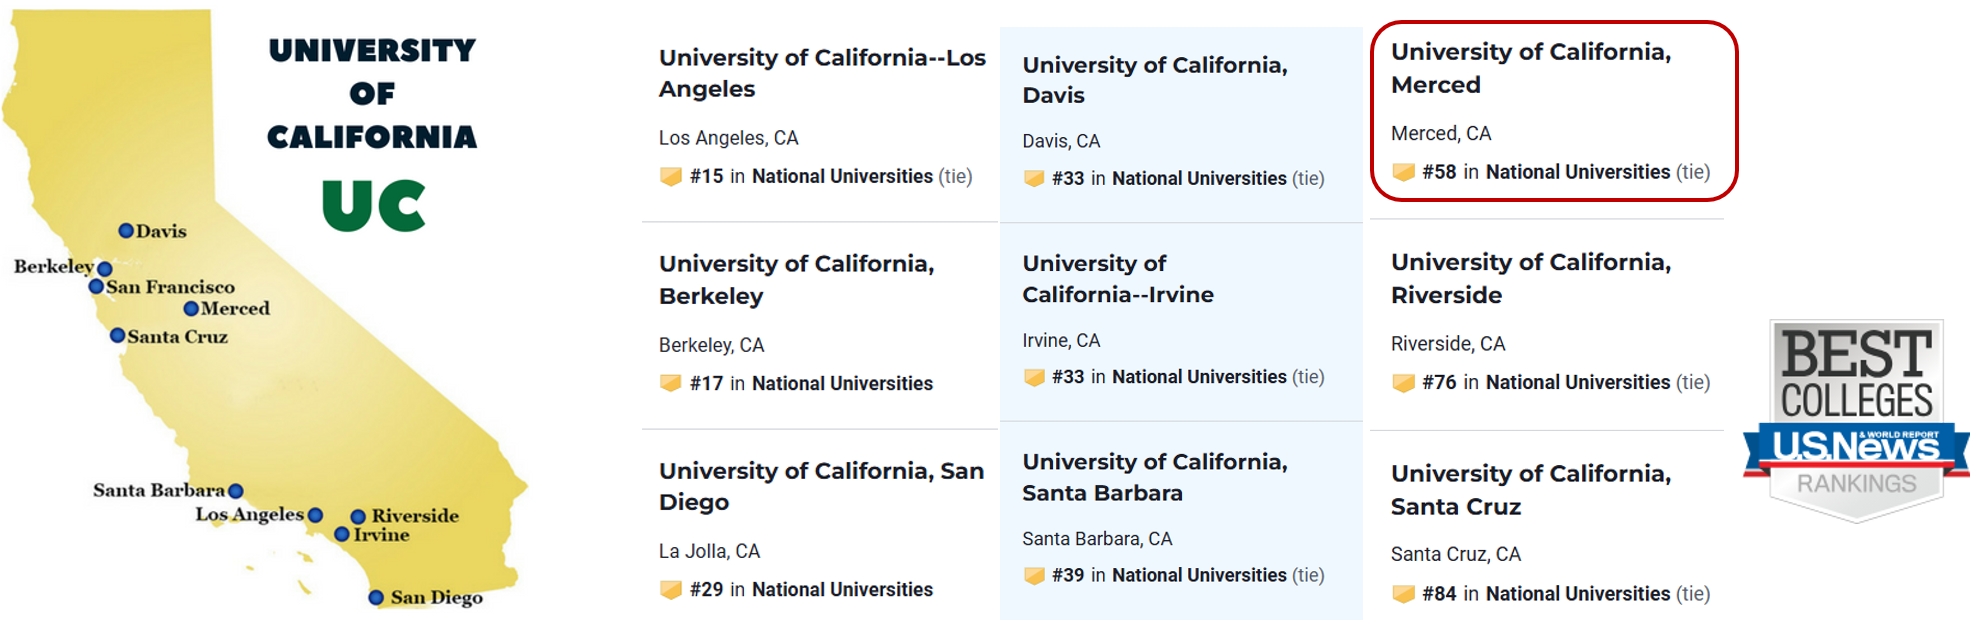 UNIVERSITY
OF
CALIFORNIA
UC
Davis
Berkeley
San Francisco
Merced
Santa Cruz
Santa Barbara
Los Angeles
Riverside
Irvine
San Diego
University of California--Los
Angeles
Los Angeles, CA
#15 in National Universities (tie)
University of California,
Berkeley
Berkeley, CA
#17 in National Universities
University of California, San
Diego
La Jolla, CA
#29 in National Universities
University of California,
Davis
Davis, CA
#33 in National Universities (tie)
University of
California--Irvine
Irvine, CA
#33 in National Universities (tie)
University of California,
Santa Barbara
Santa Barbara, CA
#39 in National Universities (tie)
University of California,
Merced
Merced, CA
#58 in National Universities (tie)
University of California,
Riverside
Riverside, CA
#76 in National Universities (tie)
University of California,
Santa Cruz
Santa Cruz, CA
#84 in National Universities (tie)
BEST
COLLEGES
U.S.News & WORLD REPORT
RANKINGS